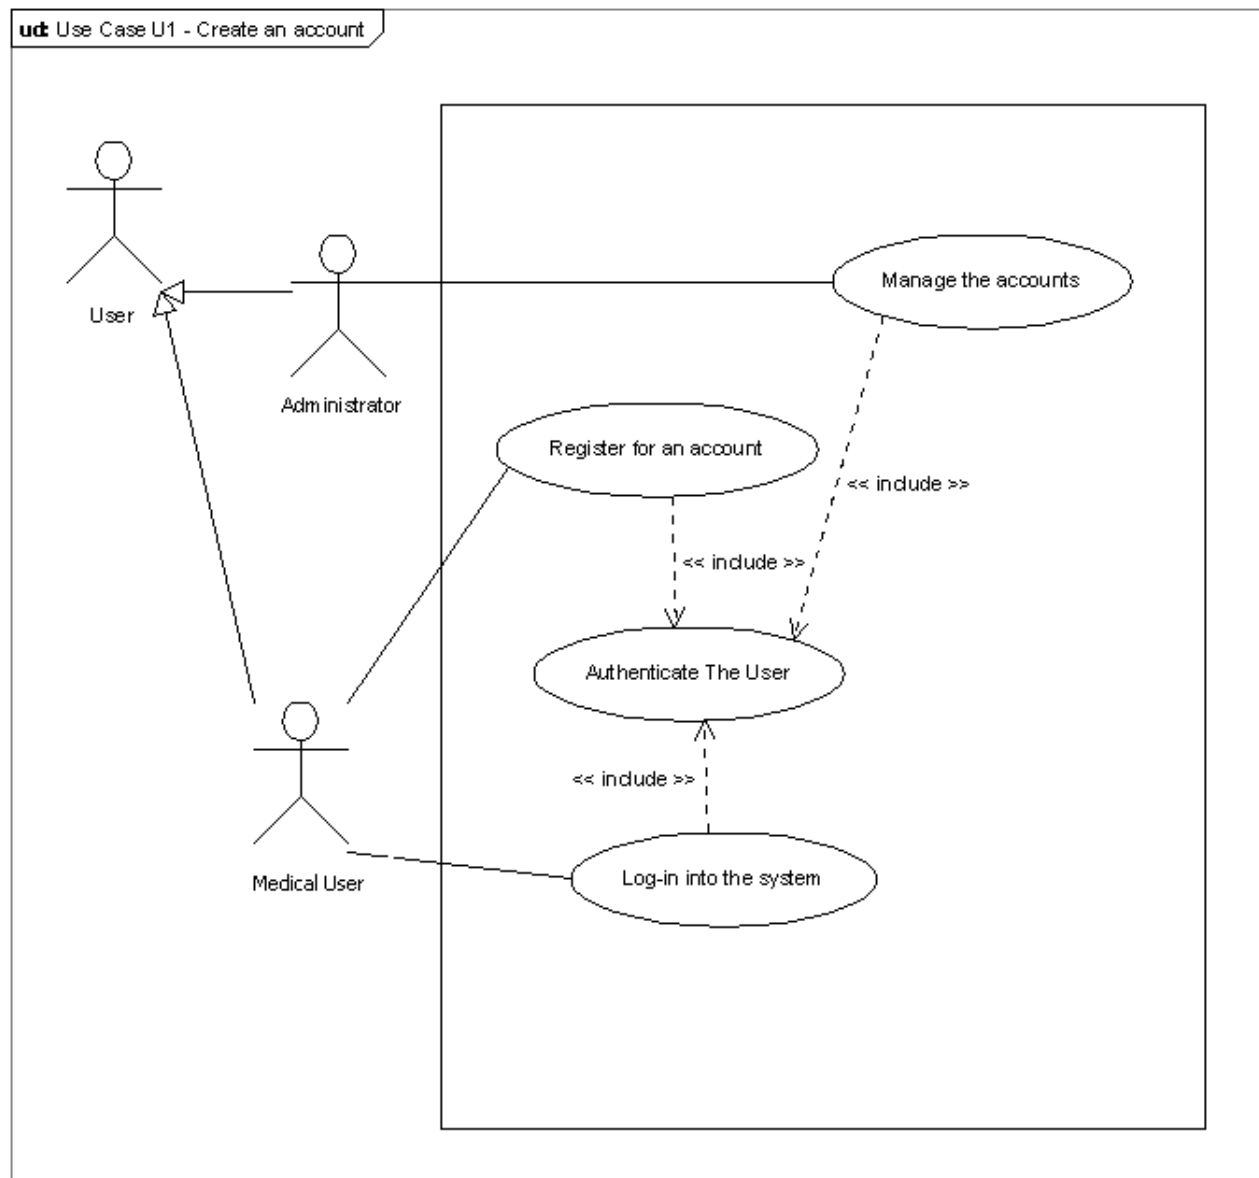 ud: Use Case U1 - Create an account
User
Manage the accounts
Administrator
Register for an account
<< include >>
<< include >>
Authenticate The User
<< include >>
Medical User
Log-in into the system